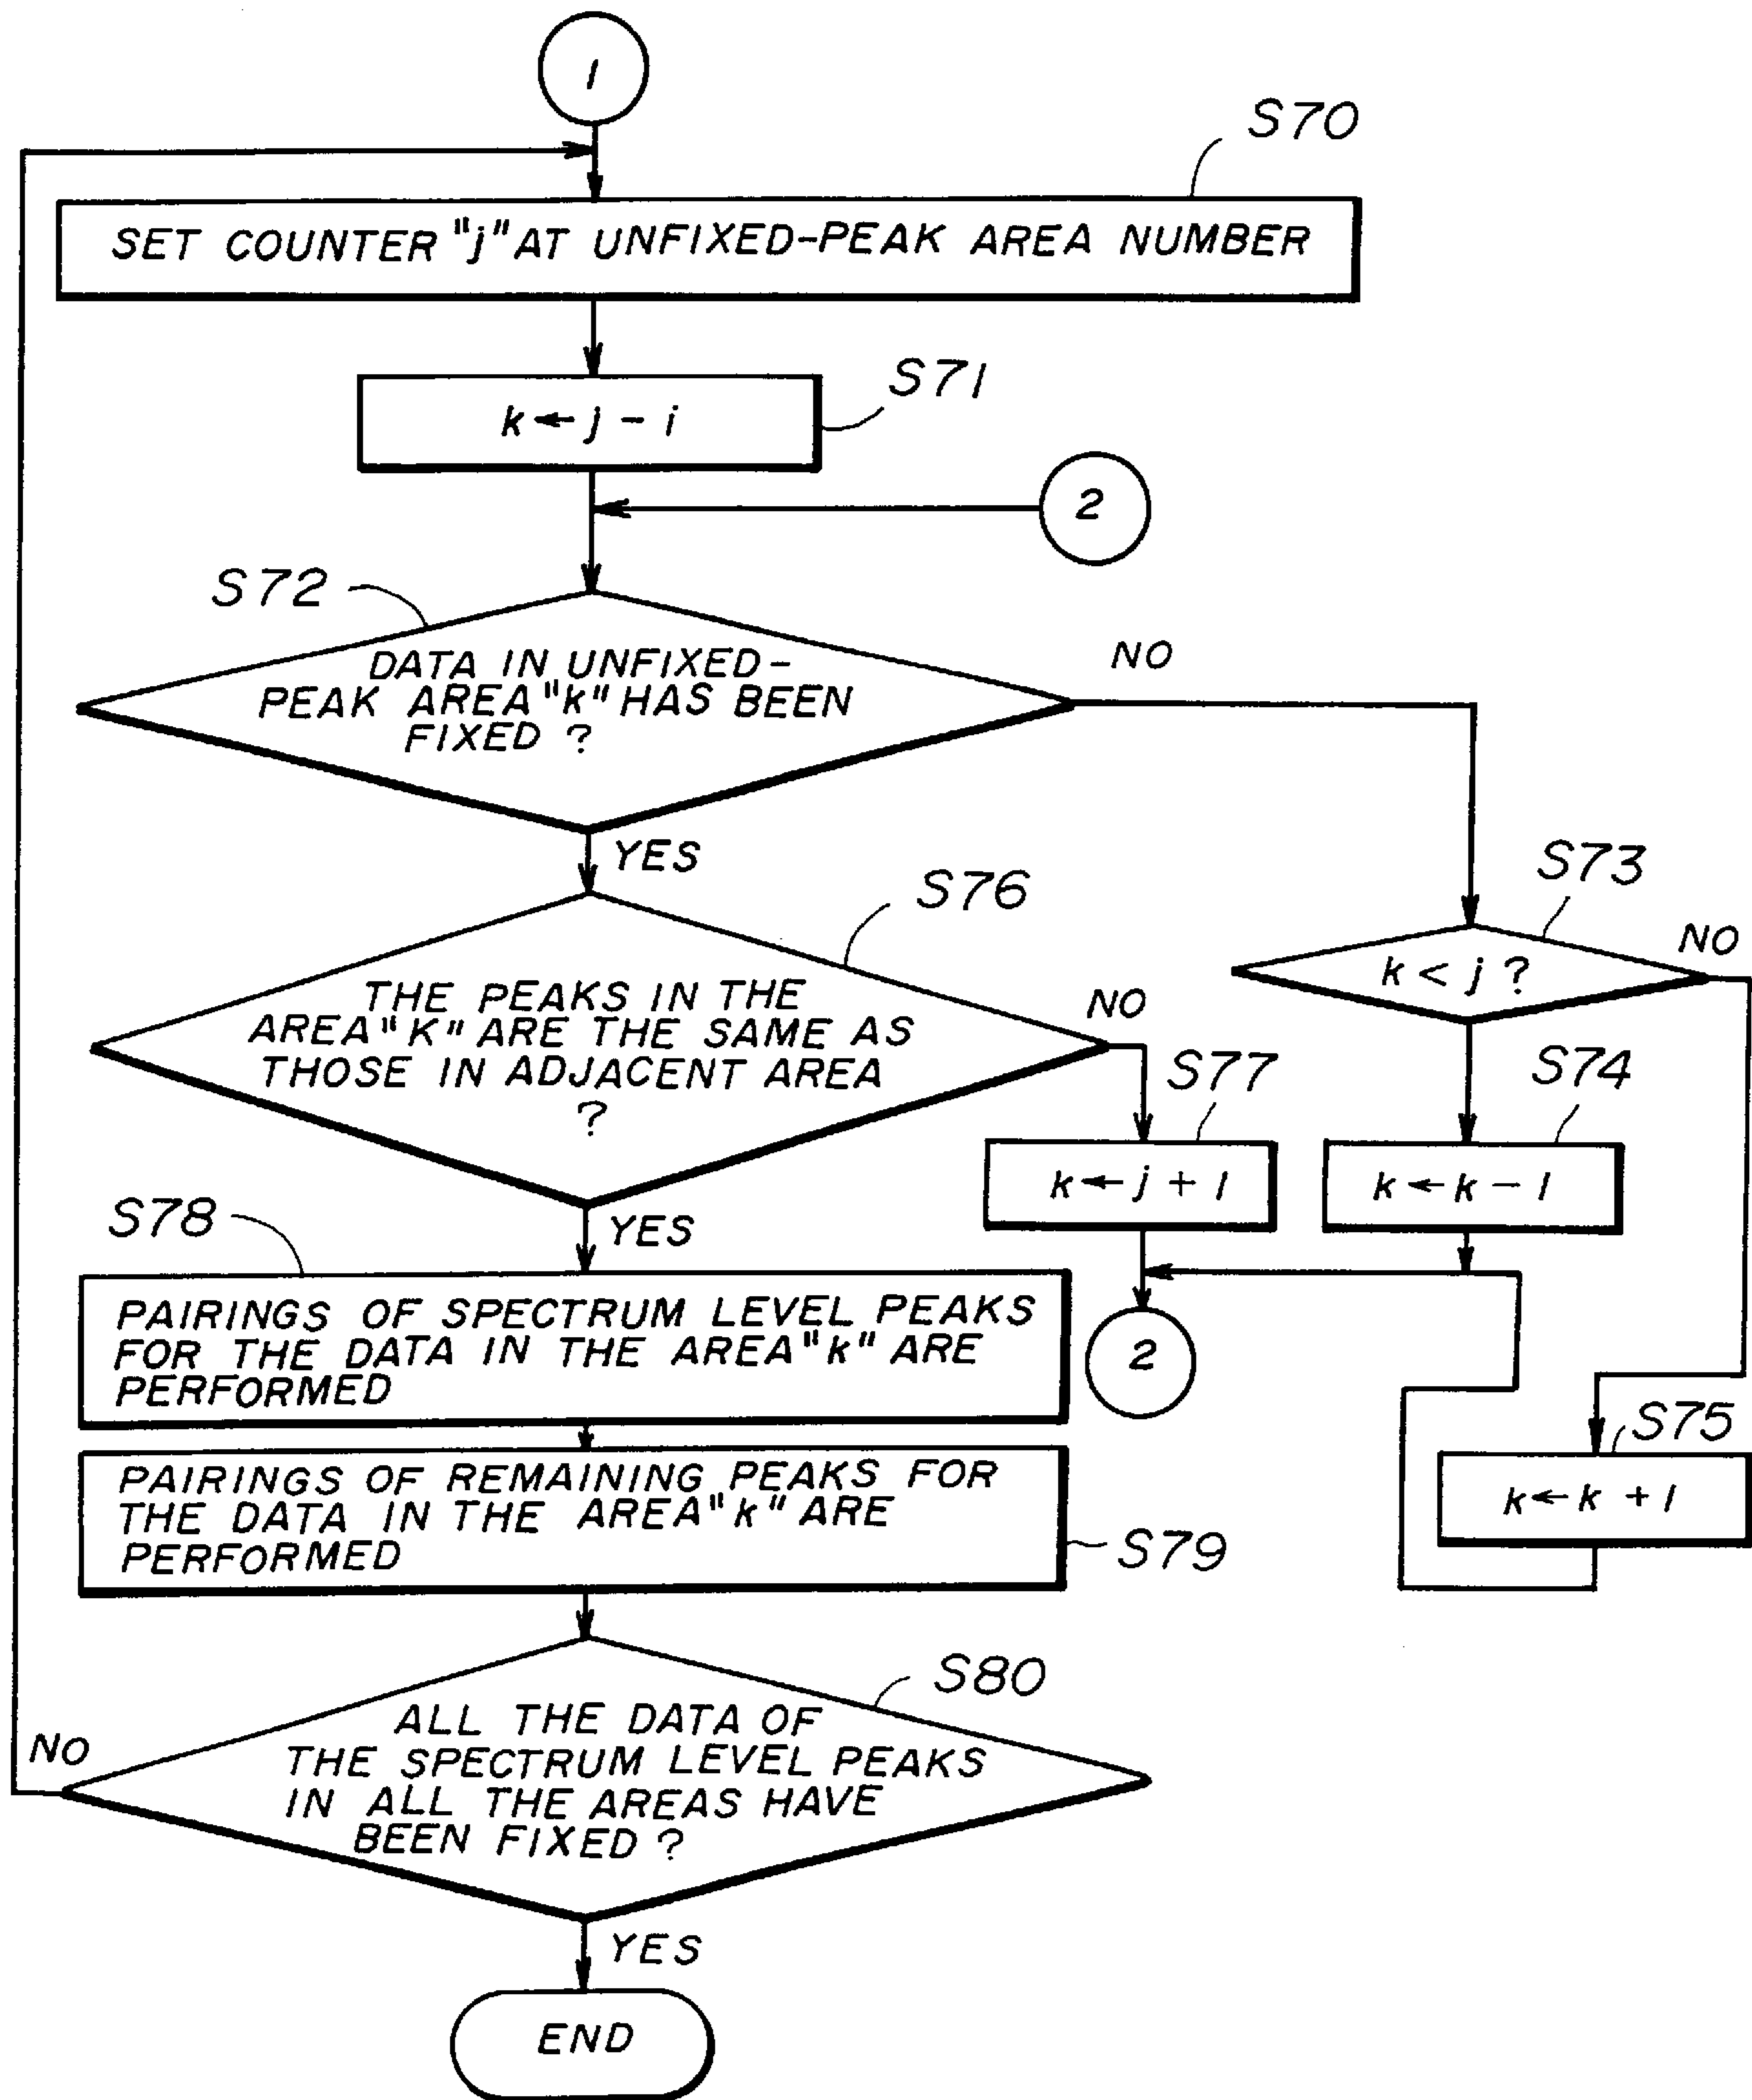 1
S70
SET COUNTER "j" AT UNFIXED-PEAK AREA NUMBER
S71
k ← j - i
2
S72
DATA IN UNFIXED-
PEAK AREA "k" HAS BEEN
FIXED ?
NO
YES
S73
k < j ?
NO
S76
THE PEAKS IN THE
AREA "K" ARE THE SAME AS
THOSE IN ADJACENT AREA
?
NO
YES
S77
k ← j + 1
S74
k ← k - 1
2
S75
k ← k + 1
S78
PAIRINGS OF SPECTRUM LEVEL PEAKS
FOR THE DATA IN THE AREA "k" ARE
PERFORMED
PAIRINGS OF REMAINING PEAKS FOR
THE DATA IN THE AREA "k" ARE
PERFORMED
S79
S80
ALL THE DATA OF
THE SPECTRUM LEVEL PEAKS
IN ALL THE AREAS HAVE
BEEN FIXED ?
NO
YES
END